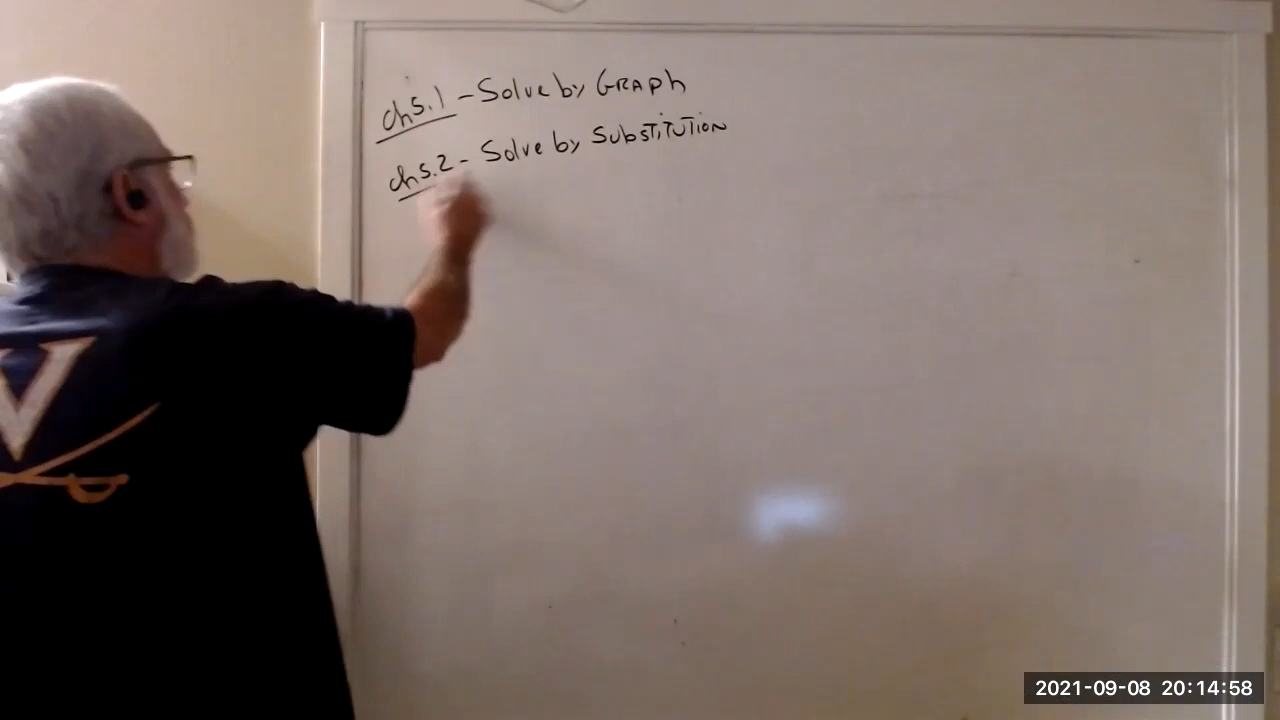 ch5.1 - Solve by GRAPh
ch5.2 - Solve by SubSTiTUTiON
V
2021-09-08 20:14:58